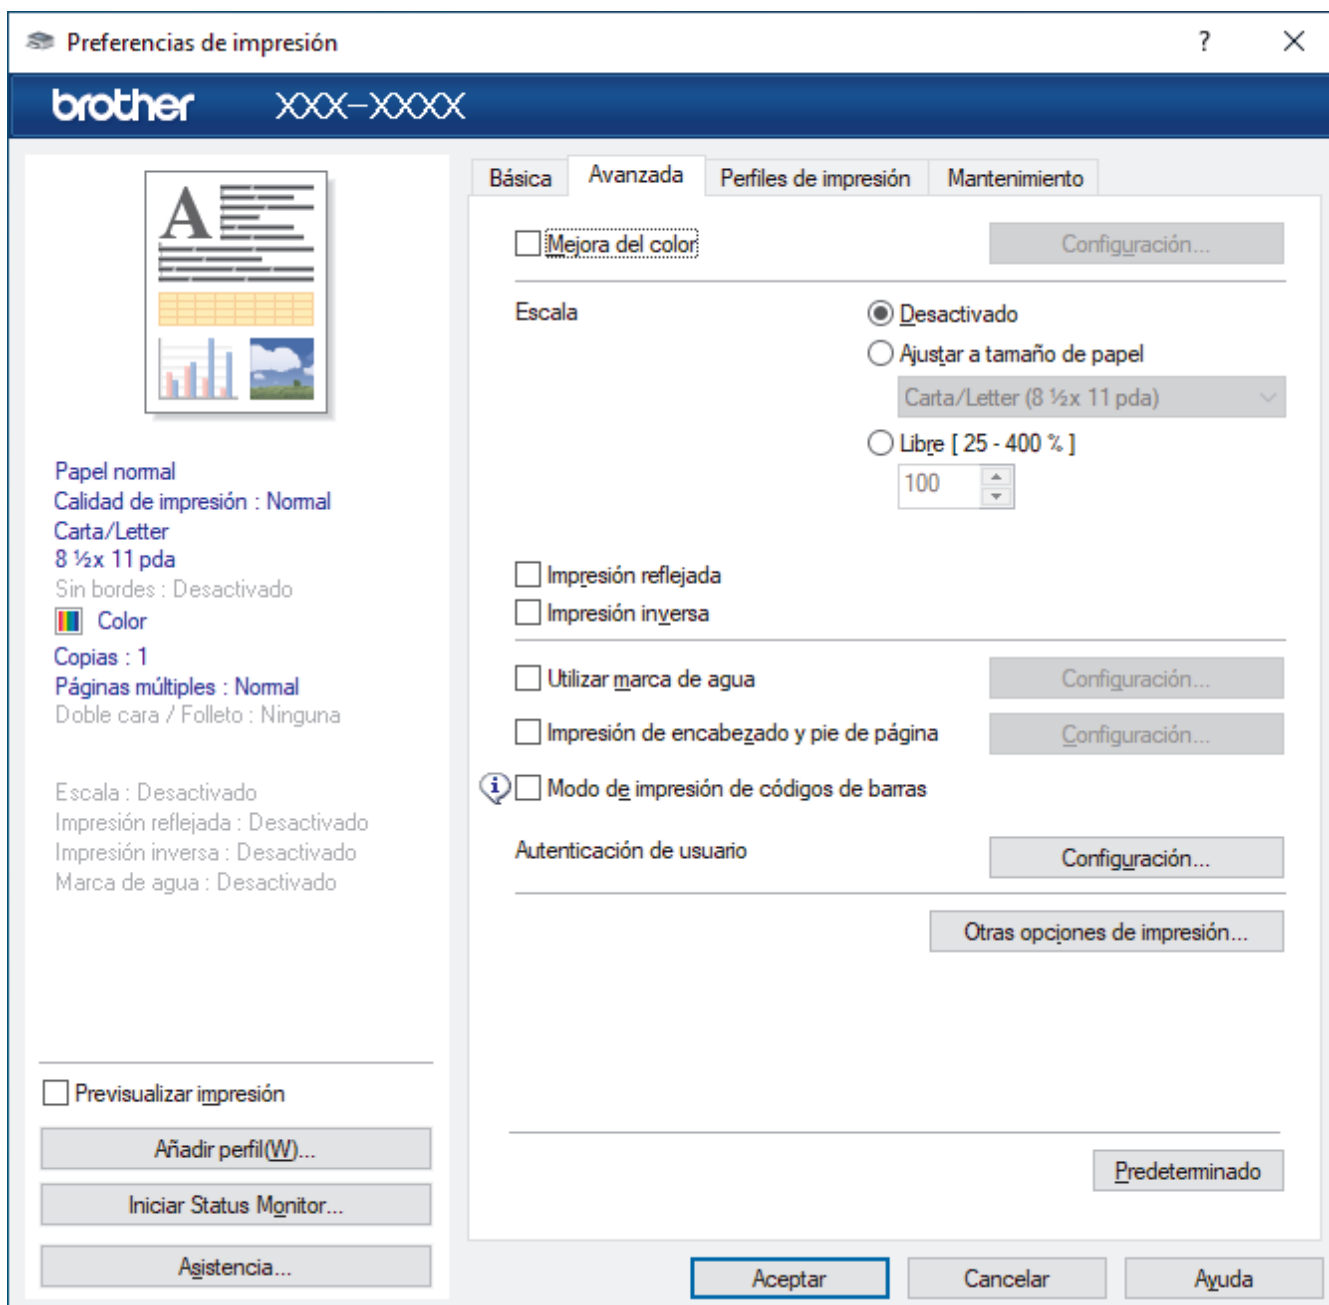 Preferencias de impresión
?
brother XXX-XXXX
A
Papel normal
Calidad de impresión : Normal
Carta/Letter
8 ½x 11 pda
Sin bordes : Desactivado
Color
Copias : 1
Páginas múltiples : Normal
Doble cara / Folleto : Ninguna
Escala : Desactivado
Impresión reflejada : Desactivado
Impresión inversa : Desactivado
Marca de agua : Desactivado
Previsualizar impresión
Añadir perfil(W)...
Iniciar Status Monitor...
Asistencia...
Básica Avanzada Perfiles de impresión Mantenimiento
Mejora del color Configuración...
Escala Desactivado
Ajustar a tamaño de papel
Carta/Letter (8 ½x 11 pda)
Libre [ 25 - 400 % ]
100
Impresión reflejada
Impresión inversa
Utilizar marca de agua Configuración...
Impresión de encabezado y pie de página Configuración...
Modo de impresión de códigos de barras
Autenticación de usuario Configuración...
Otras opciones de impresión...
Predeterminado
Aceptar Cancelar Ayuda